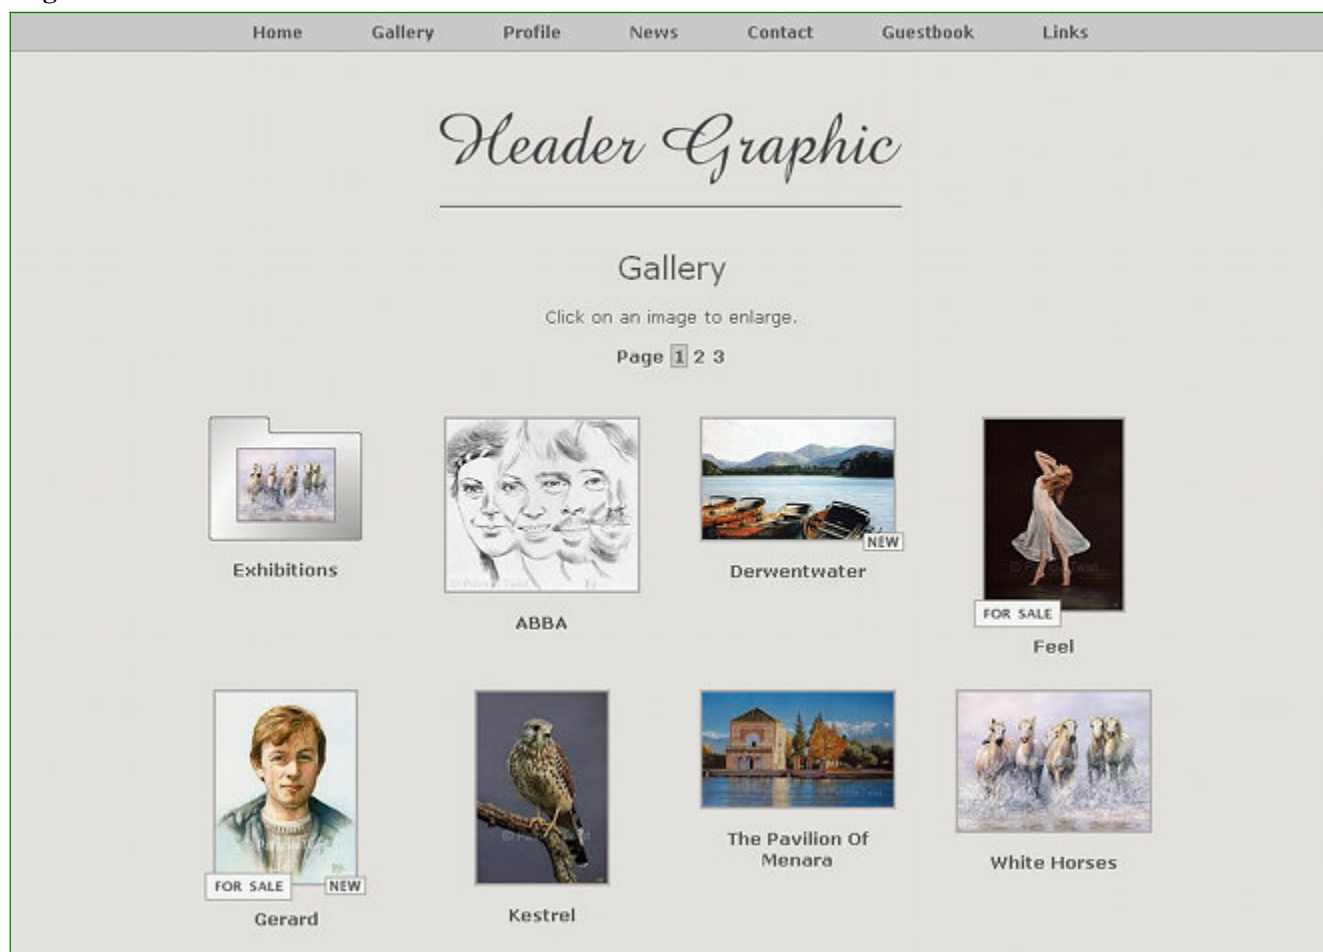 Home Gallery Profile News Contact Guestbook Links
Header Graphic
Gallery
Click on an image to enlarge.
Page 1 2 3
NEW
Exhibitions
Derwentwater
FOR SALE
ABBA
Feel
FOR SALE
NEW
The Pavilion Of
Menara
White Horses
Gerard
Kestrel